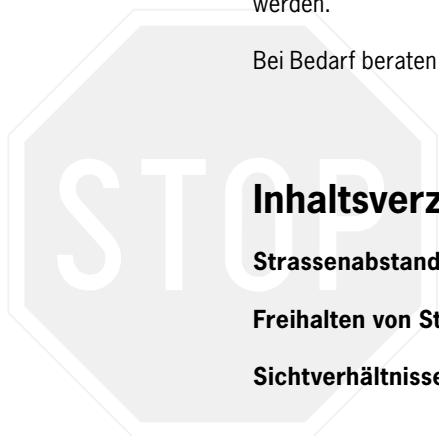 werden.
Bei Bedarf beraten
STOP
Inhaltsverz
Strassenabstand
Freihalten von St
Sichtverhältnisse